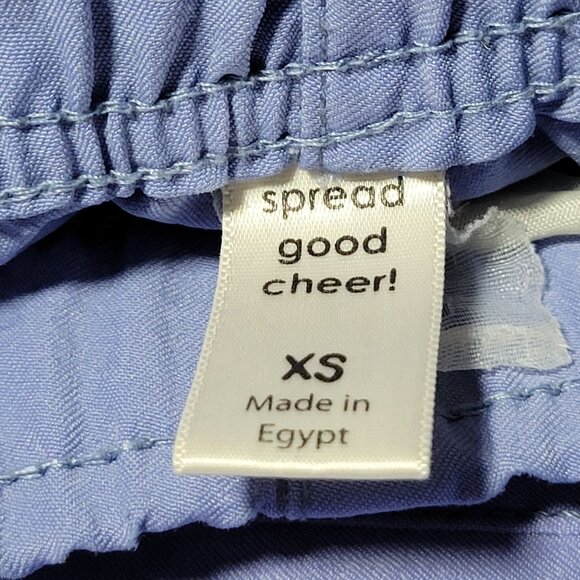 spread
good
cheer!
XS
Made in
Egypt